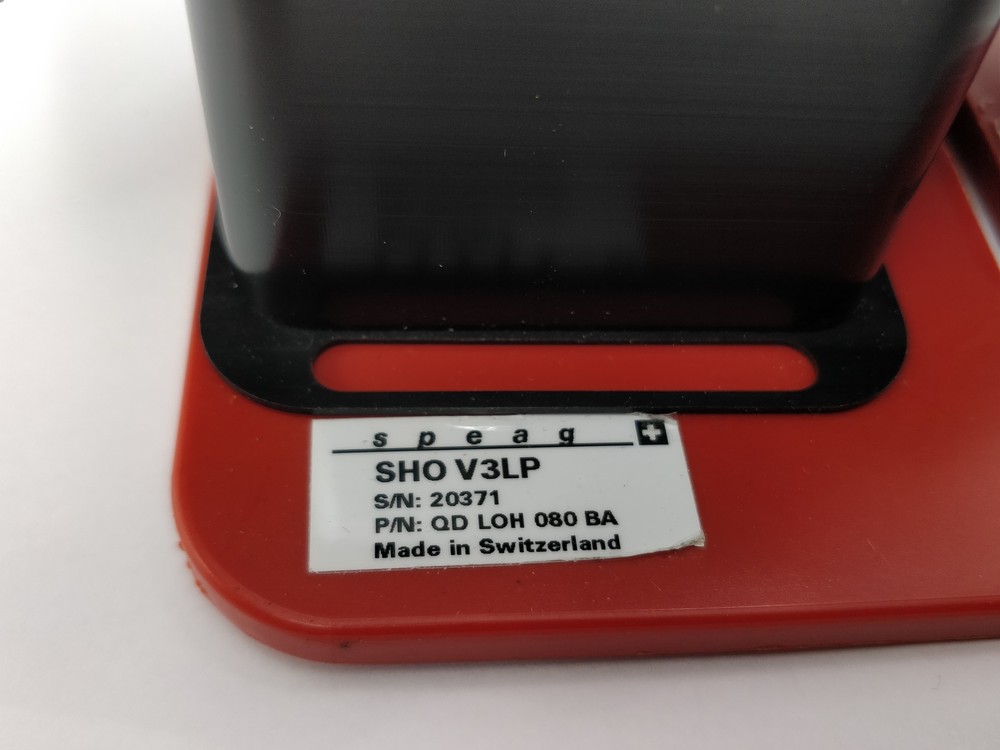 speag
SHO V3LP
S/N: 20371
P/N: QD LOH 080 BA
Made in Switzerland